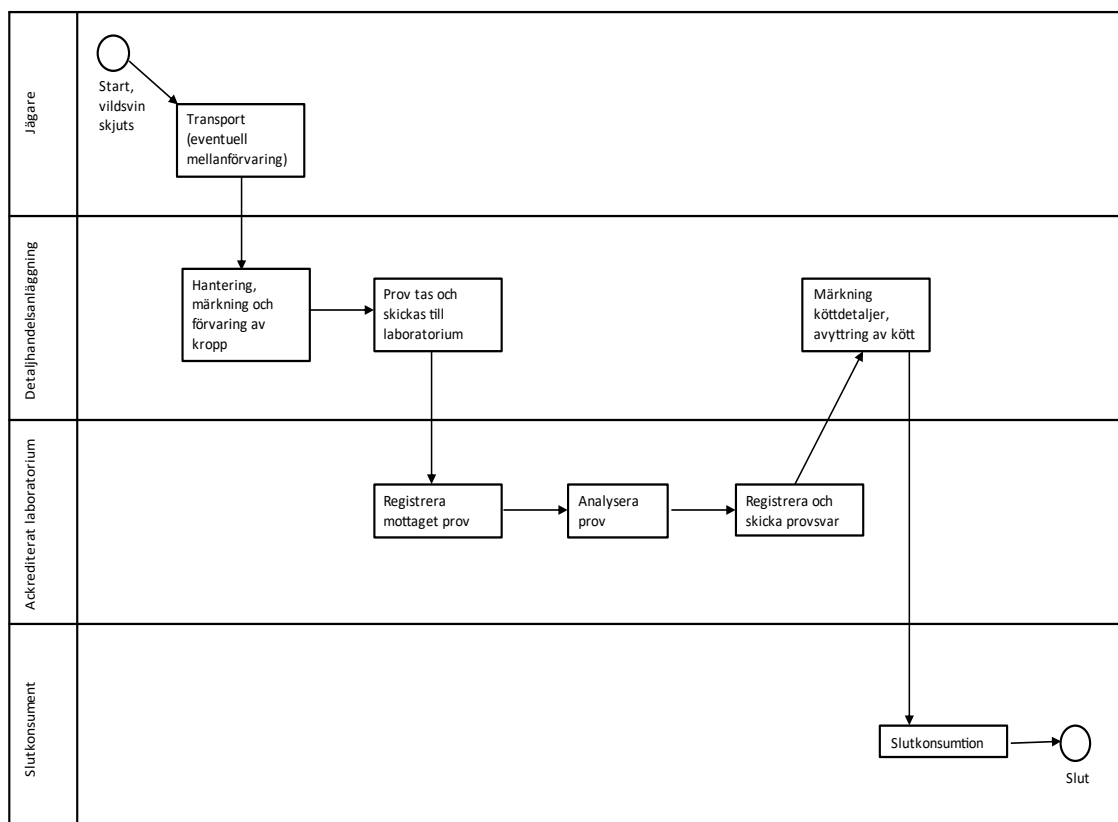 Jägare
Start,
vildsvin
skjuts
Transport
(eventuell
mellanförvaring)
Detaljhandelsanläggning
Hantering,
märkning och
förvaring av
kropp
Prov tas och
skickas till
laboratorium
Märkning
köttdetaljer,
avyttring av kött
Ackrediterat laboratorium
Registrera
mottaget prov
Analysera
prov
Registrera och
skicka provsvar
Slutkonsument
Slutkonsumtion
Slut